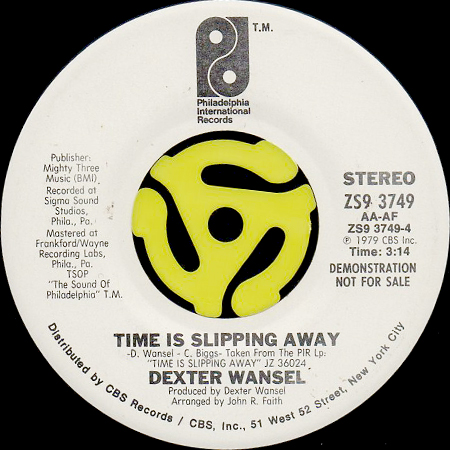 T.M.
Philadelphia
International
Records
Publisher:
Mighty Three
Music (BMI)
Recorded at
Sigma Sound
Studios,
Phila., Pa.
Mastered at
Frankford/Wayne
Recording Labs,
Phila., Pa.
TSOP
"The Sound Of
Philadelphia" T.M.
STEREO
ZS9 3749
AA-AF
ZS9 3749-4
℗ 1979 CBS Inc.
Time: 3:14
DEMONSTRATION
NOT FOR SALE
TIME IS SLIPPING AWAY
-D. Wansel - C. Biggs- Taken From The PIR Lp:
"TIME IS SLIPPING AWAY" JZ 36024
DEXTER WANSEL
Produced by Dexter Wansel
Arranged by John R. Faith
Distributed by CBS Records / CBS, Inc., 51 West 52 Street, New York City